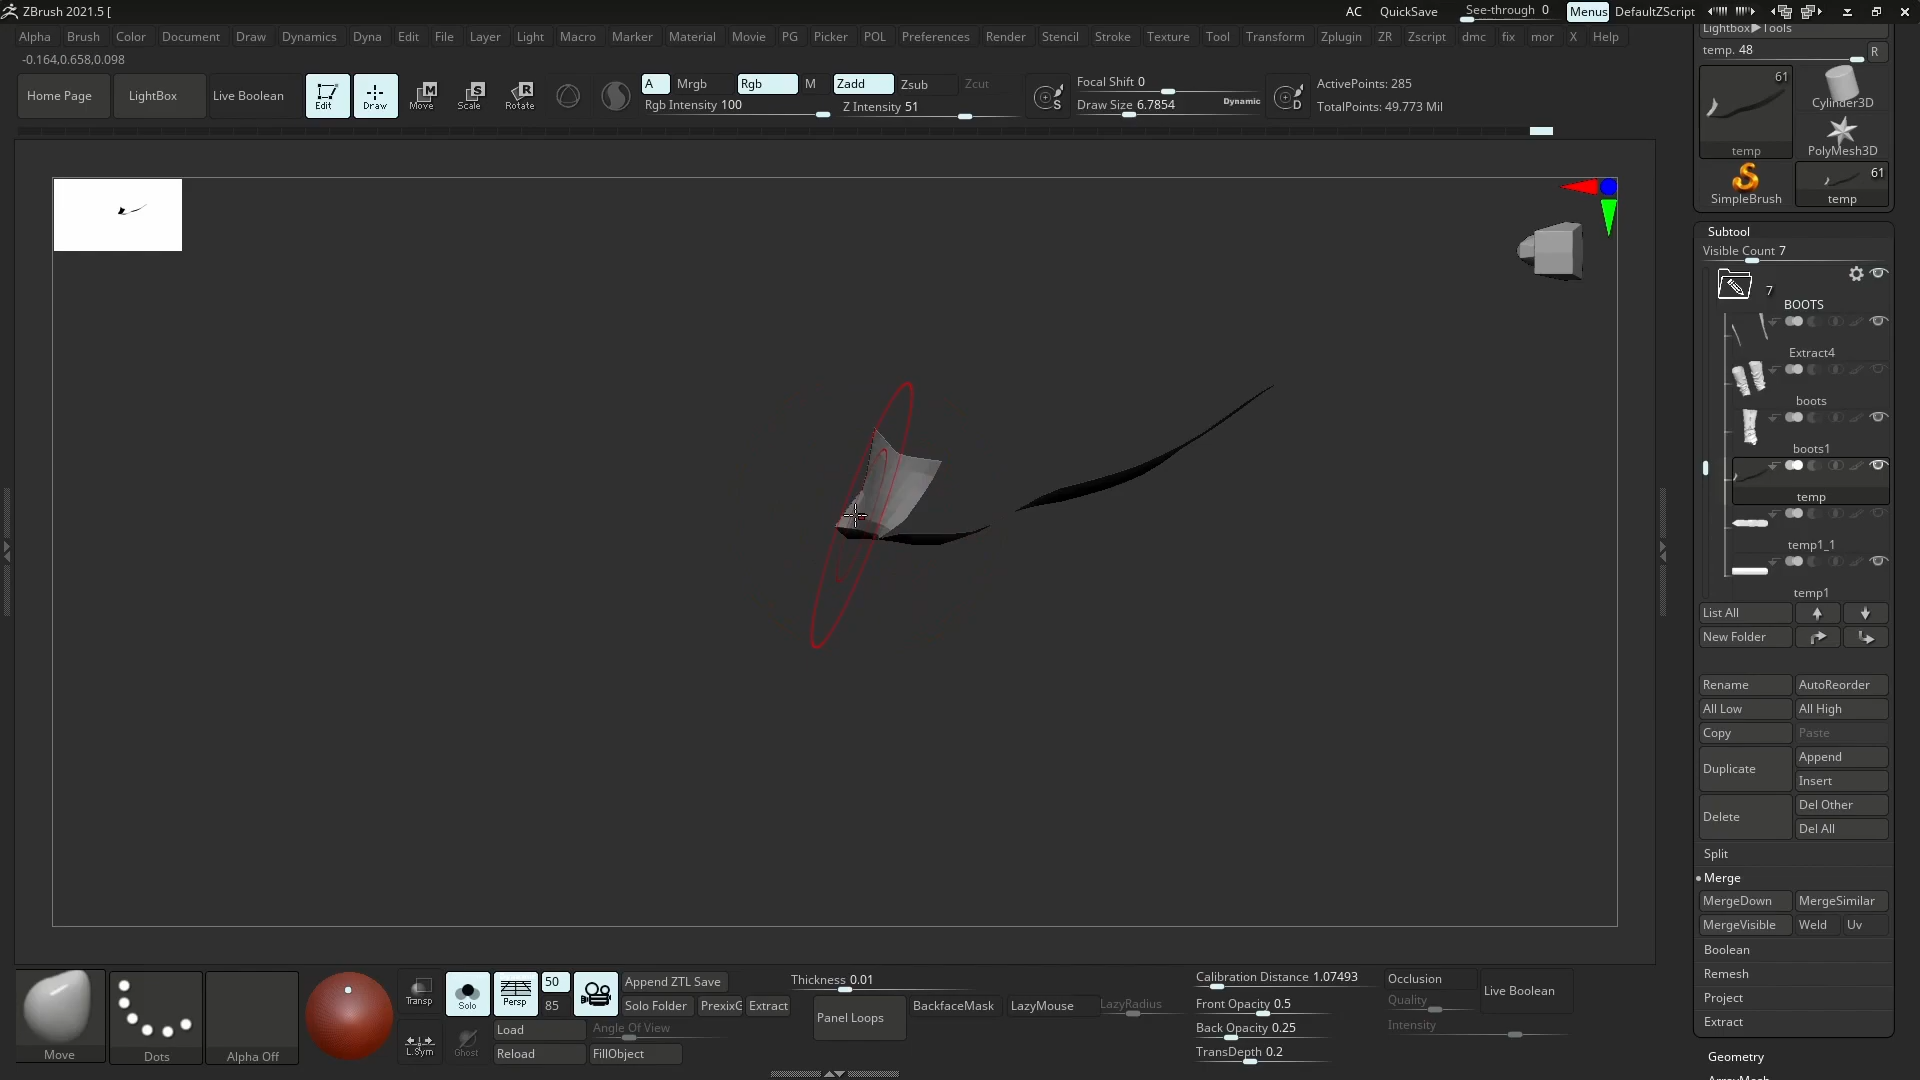 ZBrush 2021.5 [
AC QuickSave See-through 0 Menus DefaultZScript
Alpha Brush Color Document Draw Dynamics Dyna Edit File Layer Light Macro Marker Material Movie PG Picker POL Preferences Render Stencil Stroke Texture Tool Transform Zplugin ZR Zscript dmc fix mor X Help
-0.164,0.658,0.098
Home Page LightBox Live Boolean Edit Draw Move Scale Rotate
A Mrgb Rgb M Zadd Zsub Zcut
Rgb Intensity 100 Z Intensity 51
Focal Shift 0
Draw Size 6.7854 Dynamic
ActivePoints: 285
TotalPoints: 49.773 Mil
Lightbox▶Tools
temp. 48 R
61
temp
Cylinder3D
PolyMesh3D
SimpleBrush
61
temp
Subtool
Visible Count 7
7
BOOTS
Extract4
boots
boots1
temp
temp1_1
temp1
List All
New Folder
Rename AutoReorder
All Low All High
Copy Paste
Duplicate Append
Insert
Delete Del Other
Del All
Split
Merge
MergeDown MergeSimilar
MergeVisible Weld Uv
Boolean
Remesh
Project
Extract
Geometry
Move Dots Alpha Off
Transp Solo Persp 50
85
L.Sym Ghost
Append ZTL Save
Solo Folder PrexixG Extract
Load Angle Of View
Reload FillObject
Thickness 0.01
Panel Loops BackfaceMask LazyMouse LazyRadius
Calibration Distance 1.07493
Front Opacity 0.5
Back Opacity 0.25
TransDepth 0.2
Occlusion
Quality
Intensity
Live Boolean